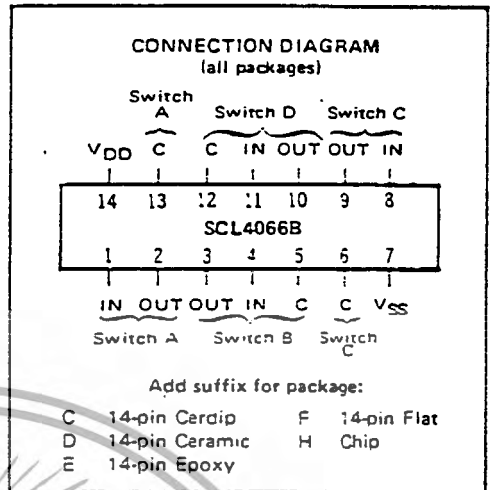 CONNECTION DIAGRAM
(all packages)
Switch A Switch D Switch C
VDD C C IN OUT OUT IN
14 13 12 11 10 9 8
SCL4066B
1 2 3 4 5 6 7
IN OUT OUT IN C C VSS
Switch A Switch B Switch C
Add suffix for package:
C 14-pin Cerdip F 14-pin Flat
D 14-pin Ceramic H Chip
E 14-pin Epoxy